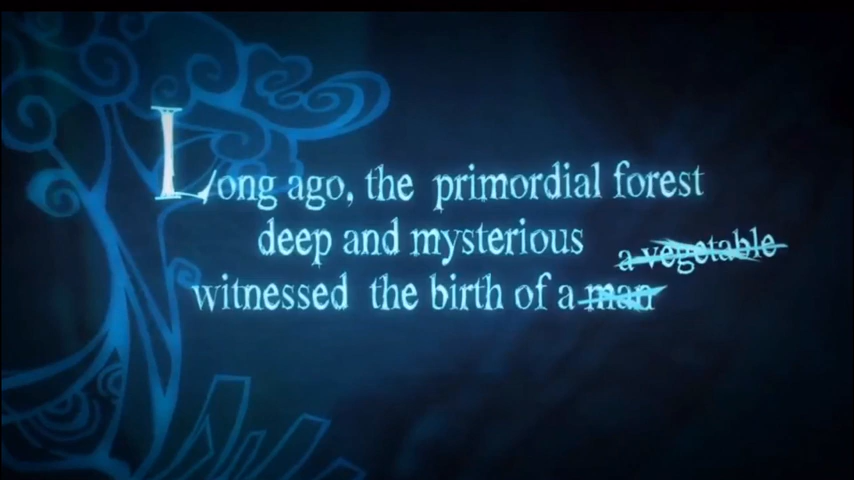 Long ago, the primordial forest
deep and mysterious
a vegetable
witnessed the birth of a man